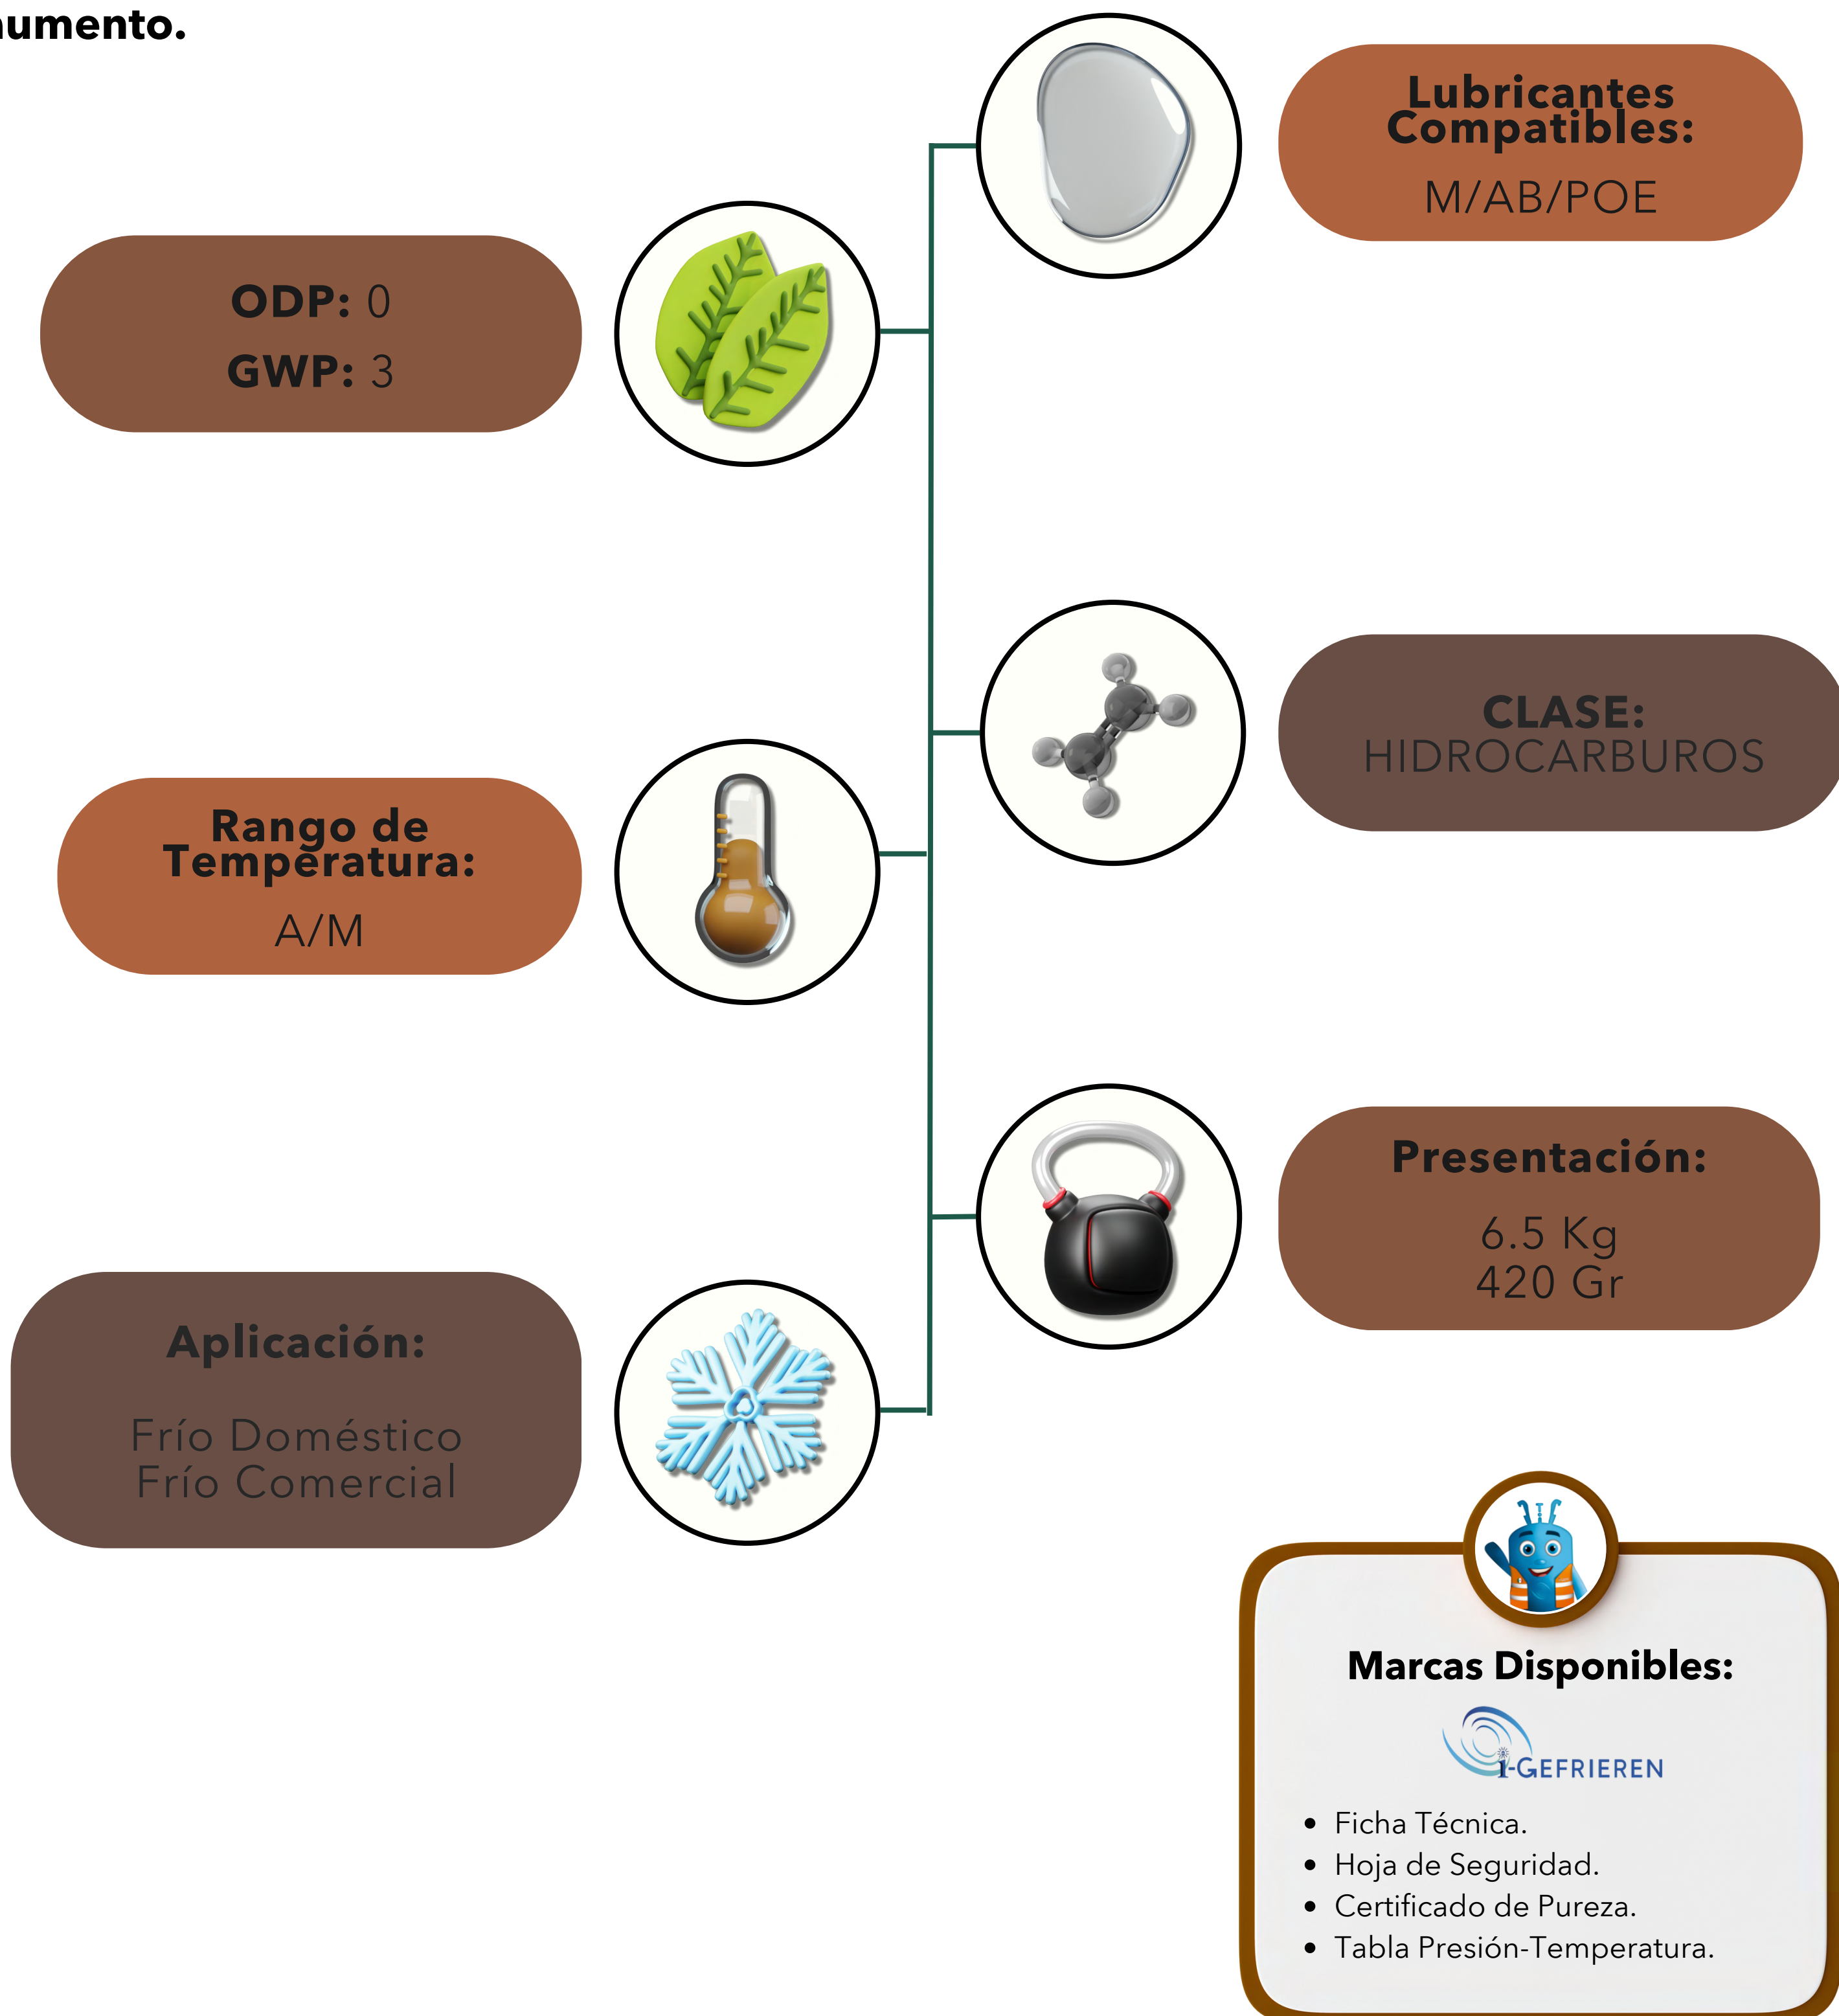 aumento.
Lubricantes
Compatibles:
M/AB/POE
ODP: 0
GWP: 3
CLASE:
HIDROCARBUROS
Rango de
Temperatura:
A/M
Presentación:
6.5 Kg
420 Gr
Aplicación:
Frío Doméstico
Frío Comercial
Marcas Disponibles:
i-GEFRIEREN
• Ficha Técnica.
• Hoja de Seguridad.
• Certificado de Pureza.
• Tabla Presión-Temperatura.